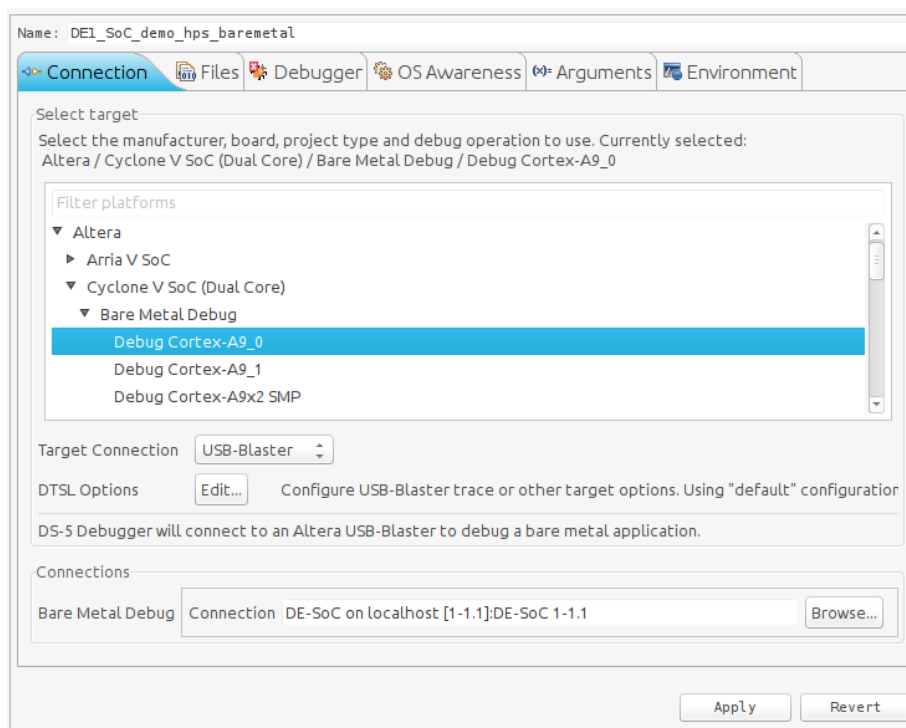 Name: DE1_SoC_demo_hps_baremetal
Connection Files Debugger OS Awareness (x)= Arguments Environment
Select target
Select the manufacturer, board, project type and debug operation to use. Currently selected:
Altera / Cyclone V SoC (Dual Core) / Bare Metal Debug / Debug Cortex-A9_0
Filter platforms
Altera
Arria V SoC
Cyclone V SoC (Dual Core)
Bare Metal Debug
Debug Cortex-A9_0
Debug Cortex-A9_1
Debug Cortex-A9x2 SMP
Target Connection USB-Blaster
DTSL Options Edit... Configure USB-Blaster trace or other target options. Using "default" configuration
DS-5 Debugger will connect to an Altera USB-Blaster to debug a bare metal application.
Connections
Bare Metal Debug Connection DE-SoC on localhost [1-1.1]:DE-SoC 1-1.1 Browse...
Apply Revert